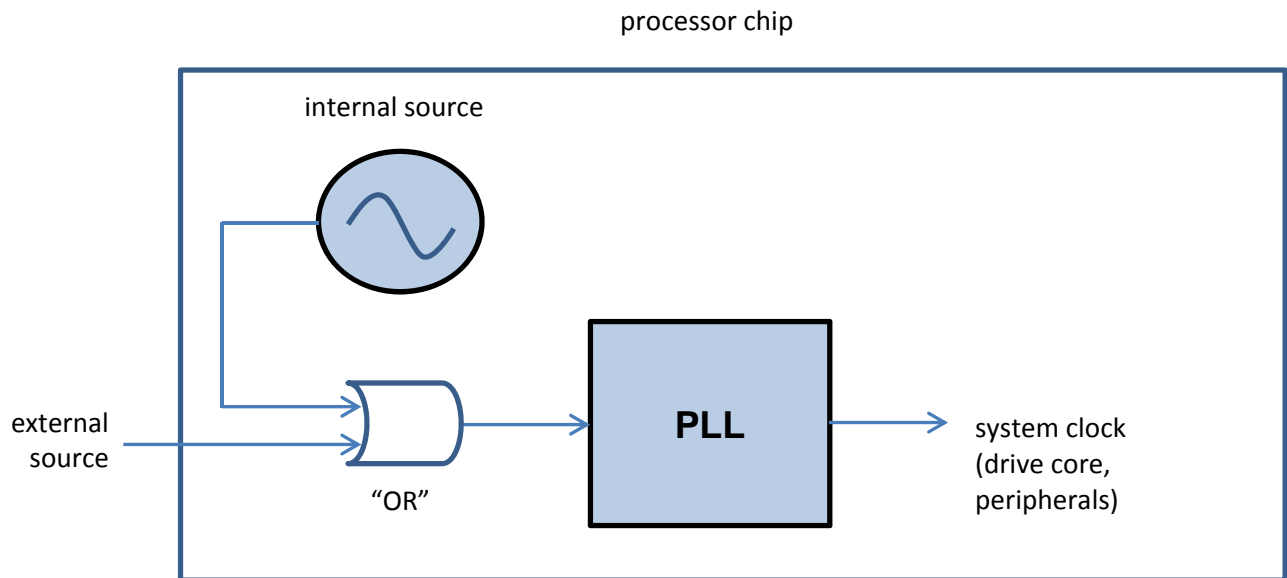 processor chip
internal source
external
source
“OR”
PLL
system clock
(drive core,
peripherals)